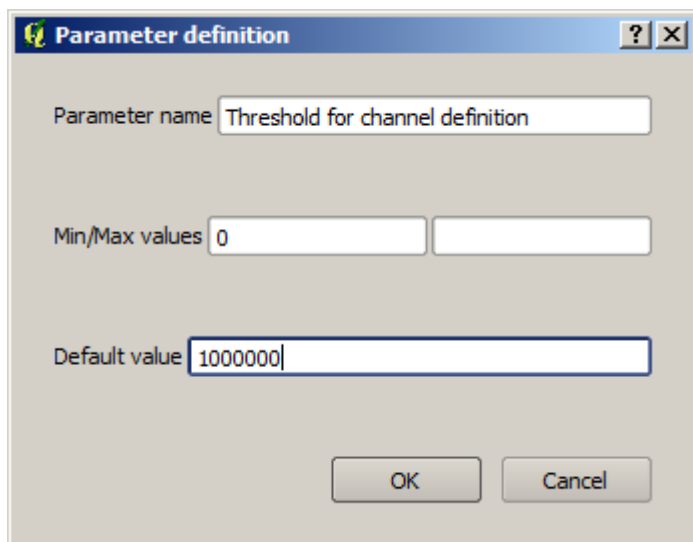 Parameter definition
Parameter name Threshold for channel definition
Min/Max values 0
Default value 1000000
OK Cancel